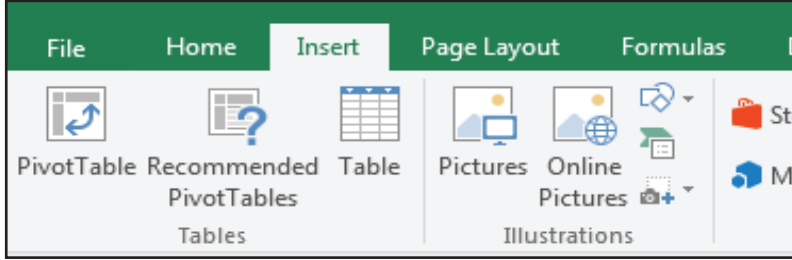 File Home Insert Page Layout Formulas
PivotTable Recommended Table Pictures Online
PivotTables Pictures
Tables Illustrations